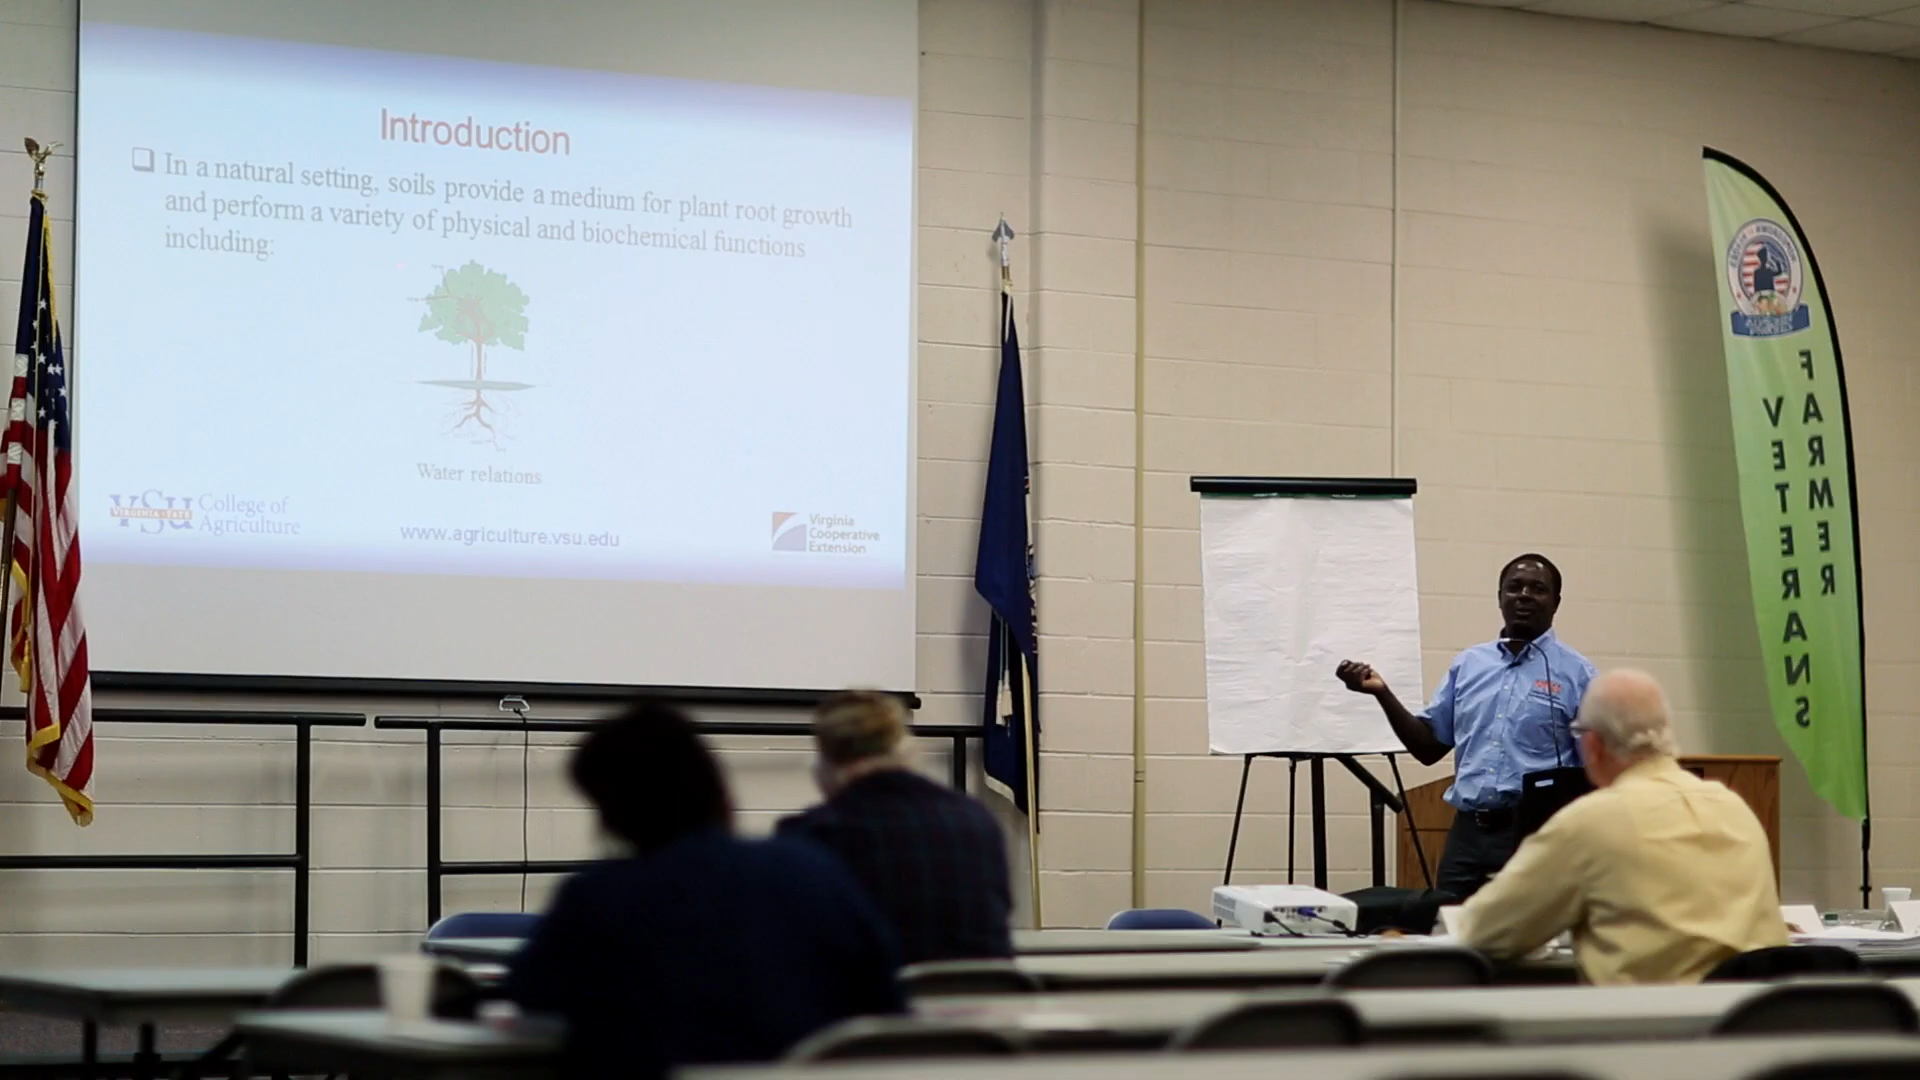 Introduction
❑ In a natural setting, soils provide a medium for plant root growth
and perform a variety of physical and biochemical functions
including:
Water relations
VSU
College of
Agriculture
www.agriculture.vsu.edu
Virginia
Cooperative
Extension
FARMER
VETERANS